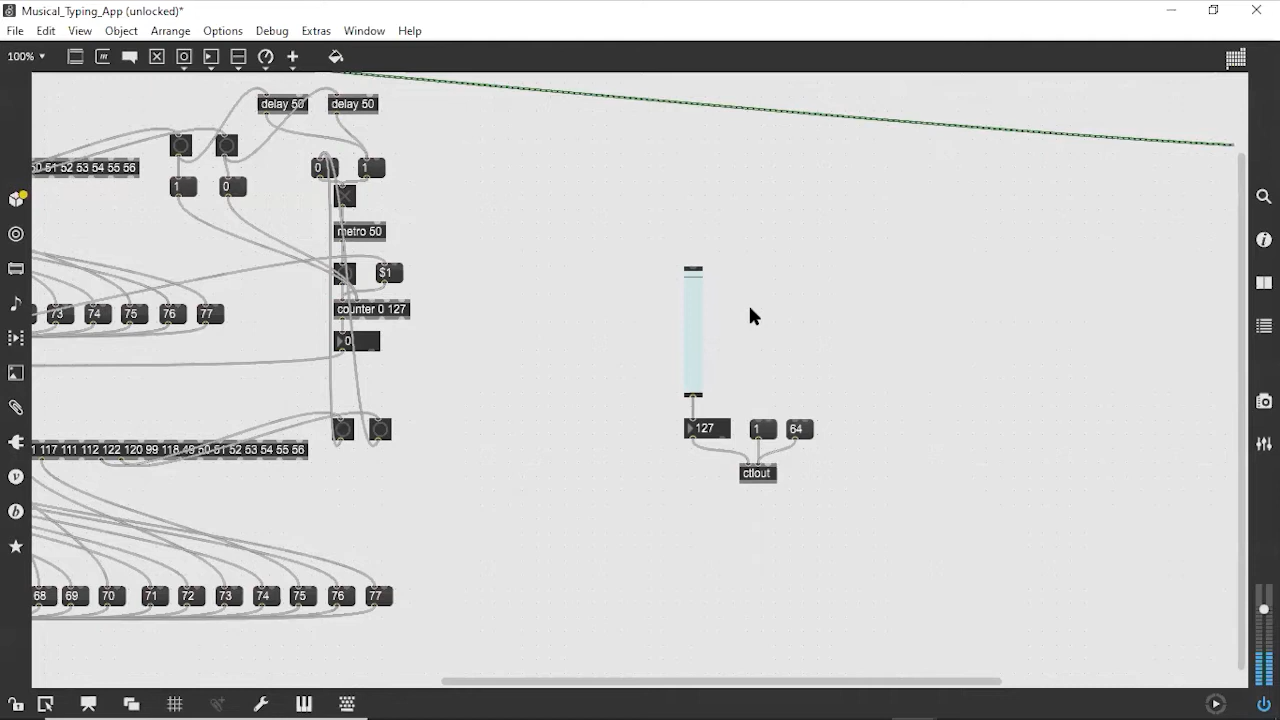 Musical_Typing_App (unlocked)*
File Edit View Object Arrange Options Debug Extras Window Help
100%
delay 50 delay 50
50 51 52 53 54 55 56
0 1
1 0
metro 50
$1
counter 0 127
73 74 75 76 77
0
127 1 64
1 117 111 112 122 120 99 118 49 50 51 52 53 54 55 56
ctlout
68 69 70 71 72 73 74 75 76 77